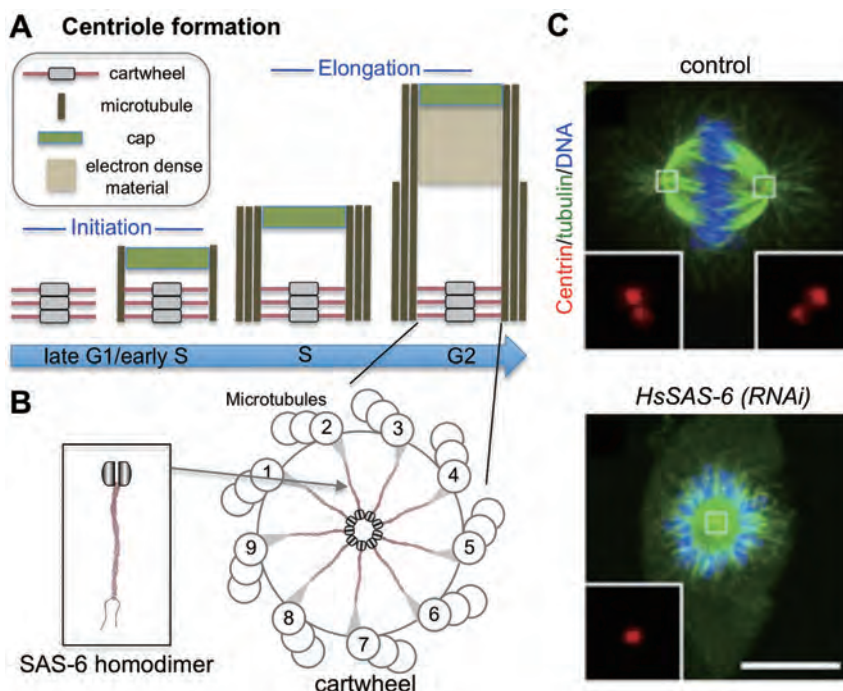 A Centriole formation
cartwheel
microtubule
cap
electron dense
material
Initiation
Elongation
late G1/early S
S
G2
B
Microtubules
1
2
3
4
5
6
7
8
9
SAS-6 homodimer
cartwheel
C
control
Centrin/tubulin/DNA
HsSAS-6 (RNAi)